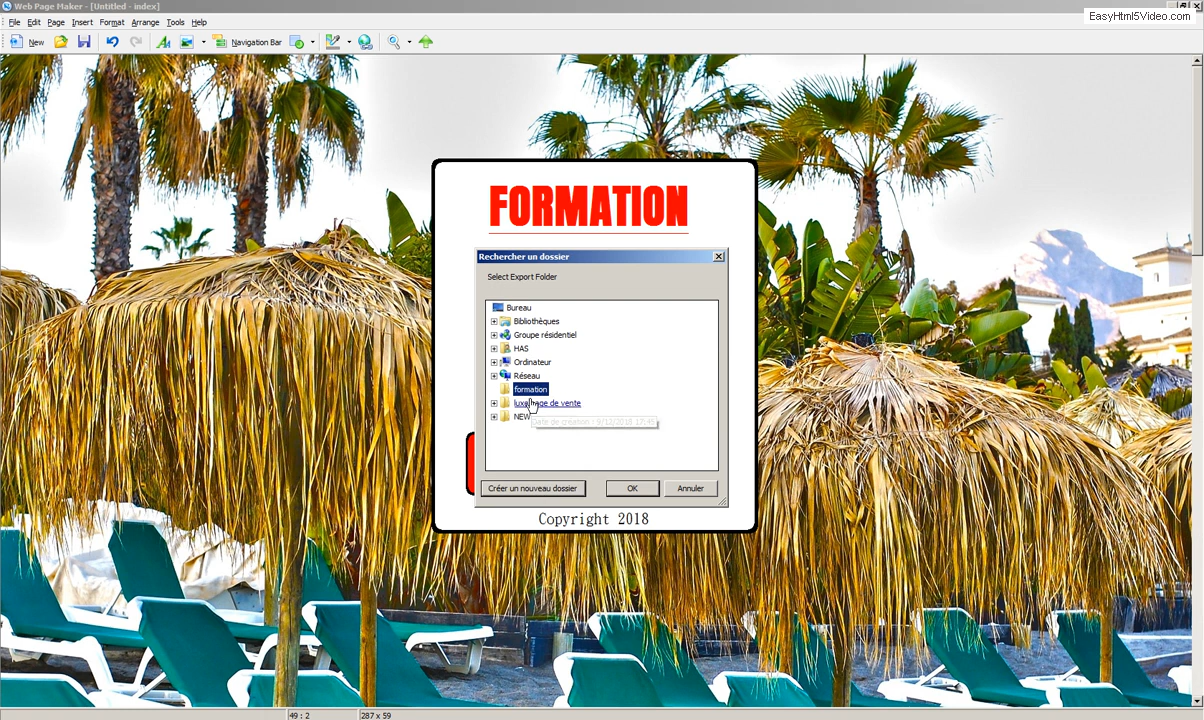 Web Page Maker - [Untitled - index]
EasyHtml5Video.com
File Edit Page Insert Format Arrange Tools Help
New Navigation Bar
FORMATION
Rechercher un dossier
Select Export Folder
Bureau
Bibliothèques
Groupe résidentiel
HAS
Ordinateur
Réseau
formation
de vente
NEW
Date de création : 9/12/2018 17:45
Créer un nouveau dossier OK Annuler
Copyright 2018
49 : 2 287 x 59